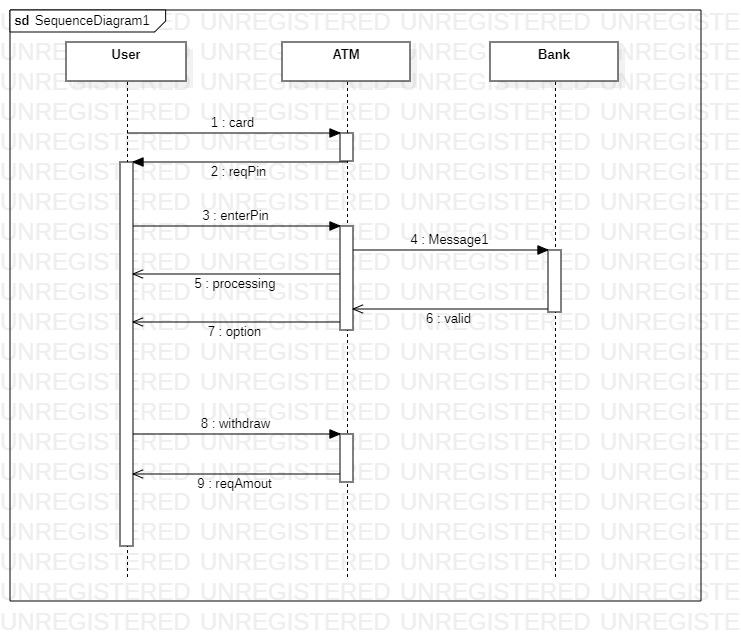 sd SequenceDiagram1
User ATM Bank
1 : card
2 : reqPin
3 : enterPin
4 : Message1
5 : processing
6 : valid
7 : option
8 : withdraw
9 : reqAmout
UNREGISTERED UNREGISTERED UNREGISTERED UNREGISTERED